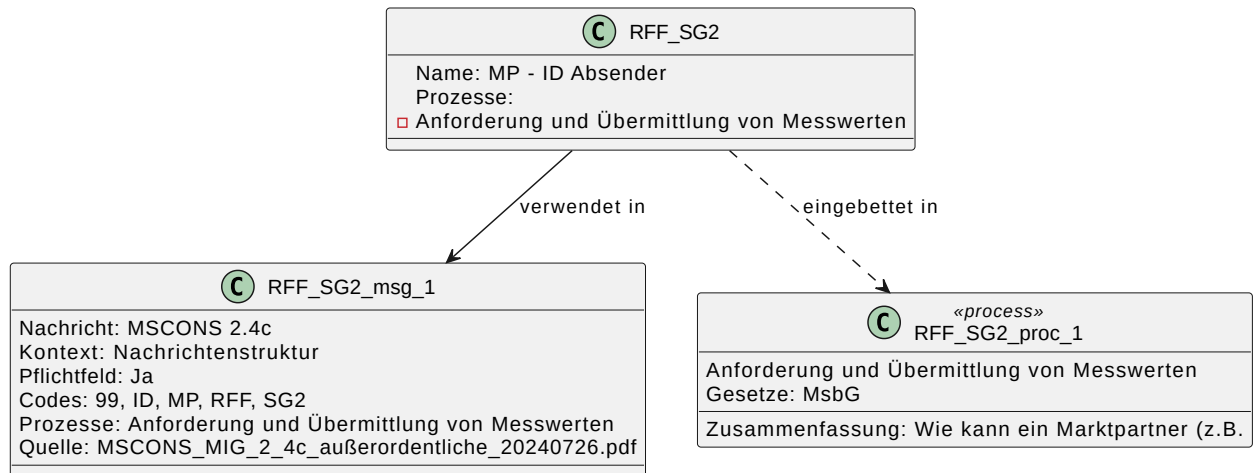 C RFF_SG2
Name: MP - ID Absender
Prozesse:
Anforderung und Übermittlung von Messwerten
verwendet in
eingebettet in
C RFF_SG2_msg_1
Nachricht: MSCONS 2.4c
Kontext: Nachrichtenstruktur
Pflichtfeld: Ja
Codes: 99, ID, MP, RFF, SG2
Prozesse: Anforderung und Übermittlung von Messwerten
Quelle: MSCONS_MIG_2_4c_außerordentliche_20240726.pdf
«process»
C RFF_SG2_proc_1
Anforderung und Übermittlung von Messwerten
Gesetze: MsbG
Zusammenfassung: Wie kann ein Marktpartner (z.B.